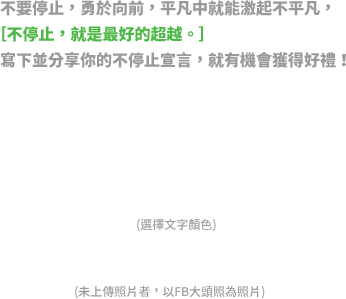 不要停止，勇於向前，平凡中就能激起不平凡，
[不停止，就是最好的超越。]
寫下並分享你的不停止宣言，就有機會獲得好禮！
(選擇文字顏色)
(未上傳照片者，以FB大頭照為照片)